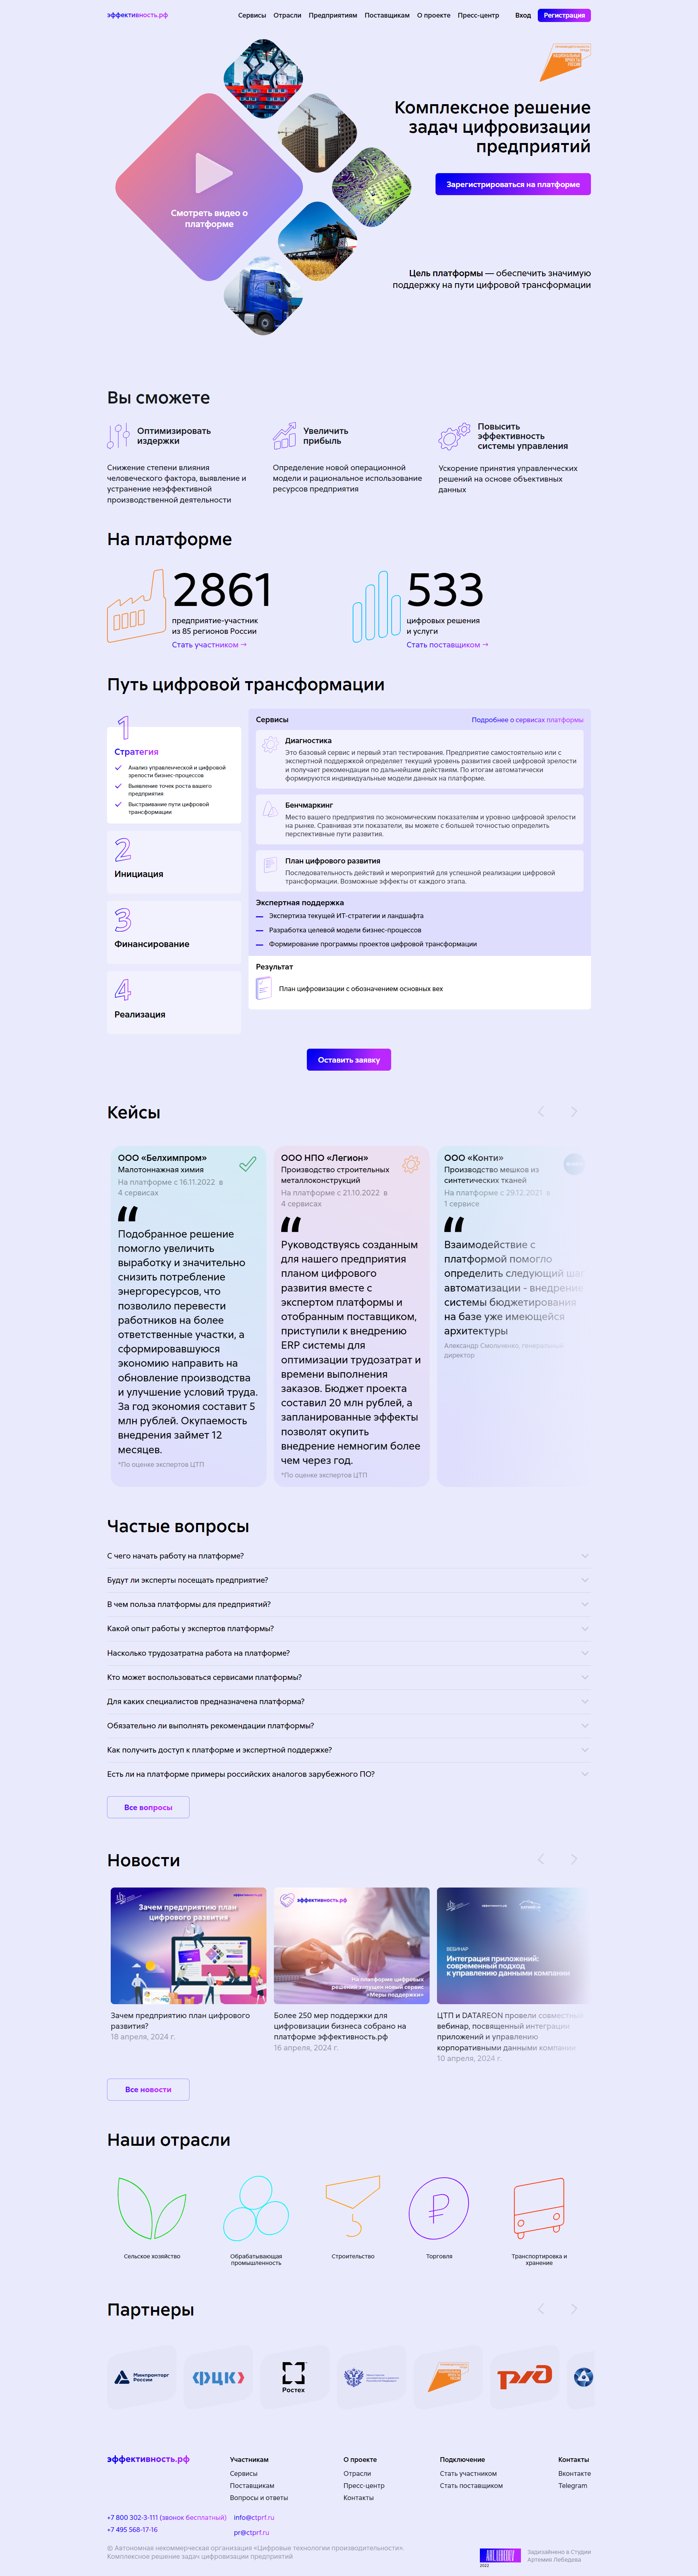 эффективность.рф
Сервисы Отрасли Предприятиям Поставщикам О проекте Пресс-центр Вход Регистрация
Комплексное решение
задач цифровизации
предприятий
Зарегистрироваться на платформе
Смотреть видео о
платформе
Цель платформы — обеспечить значимую
поддержку на пути цифровой трансформации
Вы сможете
Оптимизировать
издержки
Снижение степени влияния
человеческого фактора, выявление и
устранение неэффективной
производственной деятельности
Увеличить
прибыль
Определение новой операционной
модели и рациональное использование
ресурсов предприятия
Повысить
эффективность
системы управления
Ускорение принятия управленческих
решений на основе объективных
данных
На платформе
2861
предприятие-участник
из 85 регионов России
Стать участником →
533
цифровых решения
и услуги
Стать поставщиком →
Путь цифровой трансформации
1
Стратегия
Анализ управленческой и цифровой
зрелости бизнес-процессов
Выявление точек роста вашего
предприятия
Выстраивание пути цифровой
трансформации
2
Инициация
3
Финансирование
4
Реализация
Сервисы
Подробнее о сервисах платформы
Диагностика
Это базовый сервис и первый этап тестирования. Предприятие самостоятельно или с
экспертной поддержкой определяет текущий уровень развития своей цифровой зрелости
и получает рекомендации по дальнейшим действиям. По итогам автоматически
формируются индивидуальные модели данных на платформе.
Бенчмаркинг
Место вашего предприятия по экономическим показателям и уровню цифровой зрелости
на рынке. Сравнивая эти показатели, вы можете с большей точностью определить
перспективные пути развития.
План цифрового развития
Последовательность действий и мероприятий для успешной реализации цифровой
трансформации. Возможные эффекты от каждого этапа.
Экспертная поддержка
Экспертиза текущей ИТ-стратегии и ландшафта
Разработка целевой модели бизнес-процессов
Формирование программы проектов цифровой трансформации
Результат
План цифровизации с обозначением основных вех
Оставить заявку
Кейсы
ООО «Белхимпром»
Малотоннажная химия
На платформе с 16.11.2022 в
4 сервисах
“
Подобранное решение
помогло увеличить
выработку и значительно
снизить потребление
энергоресурсов, что
позволило перевести
работников на более
ответственные участки, а
сформировавшуюся
экономию направить на
обновление производства
и улучшение условий труда.
За год экономия составит 5
млн рублей. Окупаемость
внедрения займет 12
месяцев.
*По оценке экспертов ЦТП
ООО НПО «Легион»
Производство строительных
металлоконструкций
На платформе с 21.10.2022 в
4 сервисах
“
Руководствуясь созданным
для нашего предприятия
планом цифрового
развития вместе с
экспертом платформы и
отобранным поставщиком,
приступили к внедрению
ERP системы для
оптимизации трудозатрат и
времени выполнения
заказов. Бюджет проекта
составил 20 млн рублей, а
запланированные эффекты
позволят окупить
внедрение немногим более
чем через год.
*По оценке экспертов ЦТП
ООО «Конти»
Производство мешков из
синтетических тканей
На платформе с 29.12.2021 в
1 сервисе
“
Взаимодействие с
платформой помогло
определить следующий шаг
автоматизации - внедрение
системы бюджетирования
на базе уже имеющейся
архитектуры
Александр Смольченко, генеральный
директор
Частые вопросы
С чего начать работу на платформе?
Будут ли эксперты посещать предприятие?
В чем польза платформы для предприятий?
Какой опыт работы у экспертов платформы?
Насколько трудозатратна работа на платформе?
Кто может воспользоваться сервисами платформы?
Для каких специалистов предназначена платформа?
Обязательно ли выполнять рекомендации платформы?
Как получить доступ к платформе и экспертной поддержке?
Есть ли на платформе примеры российских аналогов зарубежного ПО?
Все вопросы
Новости
эффективность.рф
Зачем предприятию план
цифрового развития
Зачем предприятию план цифрового
развития?
18 апреля, 2024 г.
эффективность.рф
На платформе цифровых
решений запущен новый сервис
«Меры поддержки»
Более 250 мер поддержки для
цифровизации бизнеса собрано на
платформе эффективность.рф
16 апреля, 2024 г.
эффективность.рф
ВЕБИНАР
Интеграция приложений:
современный подход
к управлению данными компании
ЦТП и DATAREON провели совместный
вебинар, посвященный интеграции
приложений и управлению
корпоративными данными компании
10 апреля, 2024 г.
Все новости
Наши отрасли
Сельское хозяйство
Обрабатывающая
промышленность
Строительство
Торговля
Транспортировка и
хранение
Партнеры
Минпромторг
России
ФЦК
Ростех
ржд
эффективность.рф
Участникам
Сервисы
Поставщикам
Вопросы и ответы
О проекте
Отрасли
Пресс-центр
Контакты
Подключение
Стать участником
Стать поставщиком
Контакты
Вконтакте
Telegram
+7 800 302-3-111 (звонок бесплатный) info@ctprf.ru
+7 495 568-17-16 pr@ctprf.ru
© Автономная некоммерческая организация «Цифровые технологии производительности».
Комплексное решение задач цифровизации предприятий
ART. LEBEDEV
2022
Задизайнено в Студии
Артемия Лебедева